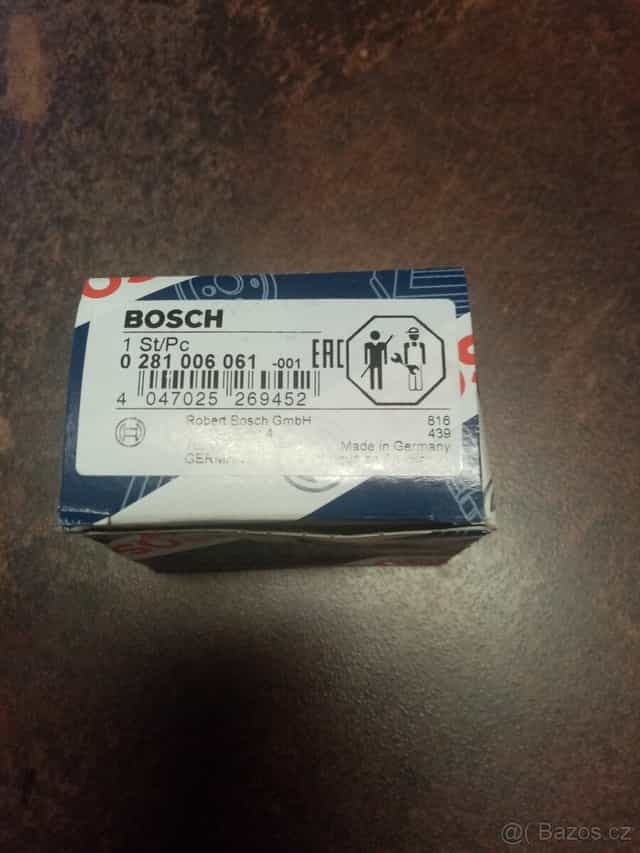 BOSCH
1 St/Pc
0 281 006 061 -001 EAC
4 047025 269452
Robert Bosch GmbH 816
439
Made in Germany
@( Bazos.cz